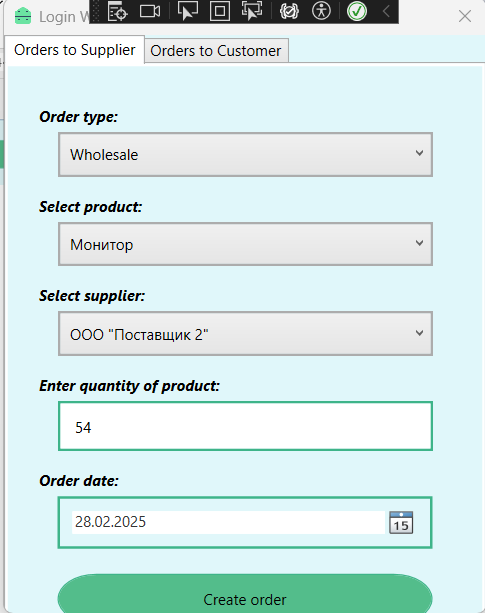 Login W
Orders to Supplier
Orders to Customer
Order type:
Wholesale
Select product:
Монитор
Select supplier:
ООО "Поставщик 2"
Enter quantity of product:
54
Order date:
28.02.2025
15
Create order